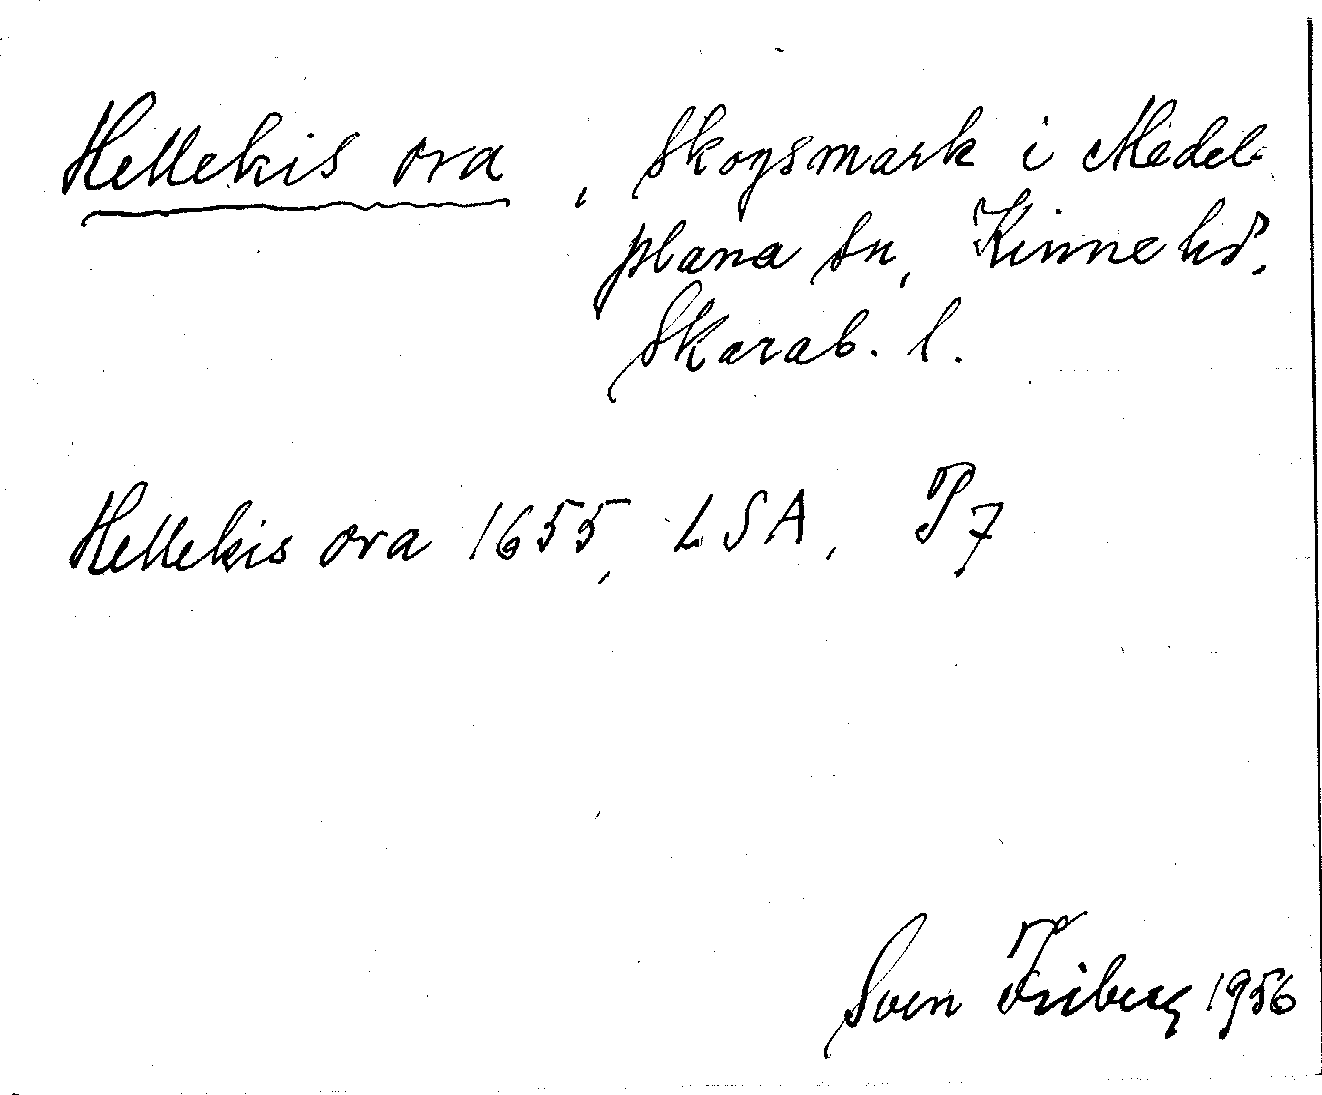 Hellekis ora, Skogsmark i Medel-
plana sn, Kinne hd.
Skarab. l.
Hellekis ora 1655, LSA, P7
Sven Friberg 1956